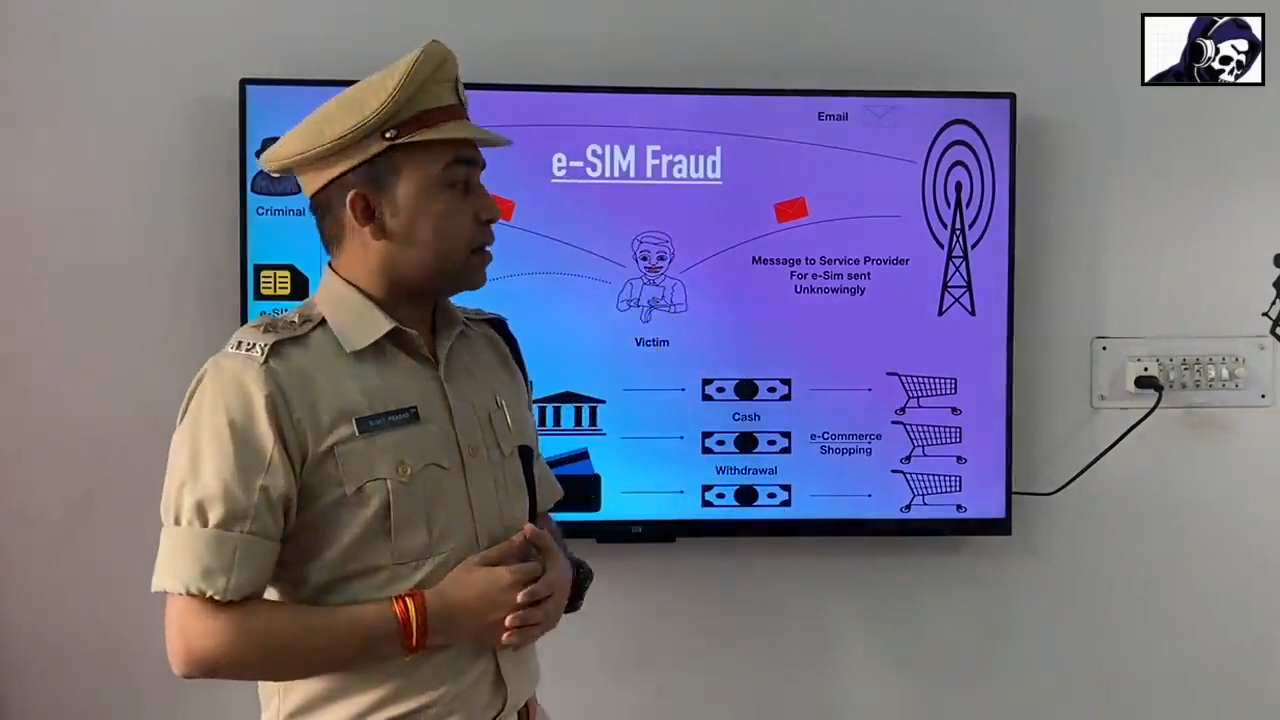 Email
e-SIM Fraud
Criminal
Message to Service Provider
For e-Sim sent
Unknowingly
Victim
Cash
e-Commerce
Shopping
Withdrawal